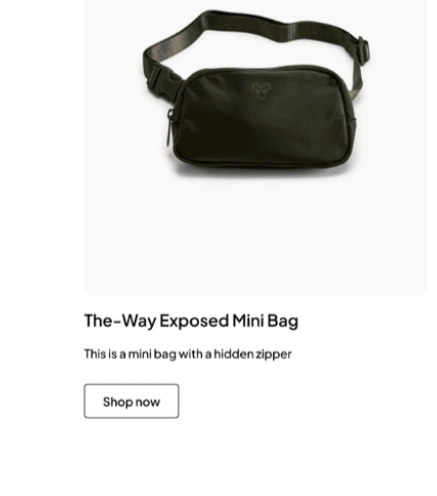 The-Way Exposed Mini Bag
This is a mini bag with a hidden zipper
Shop now